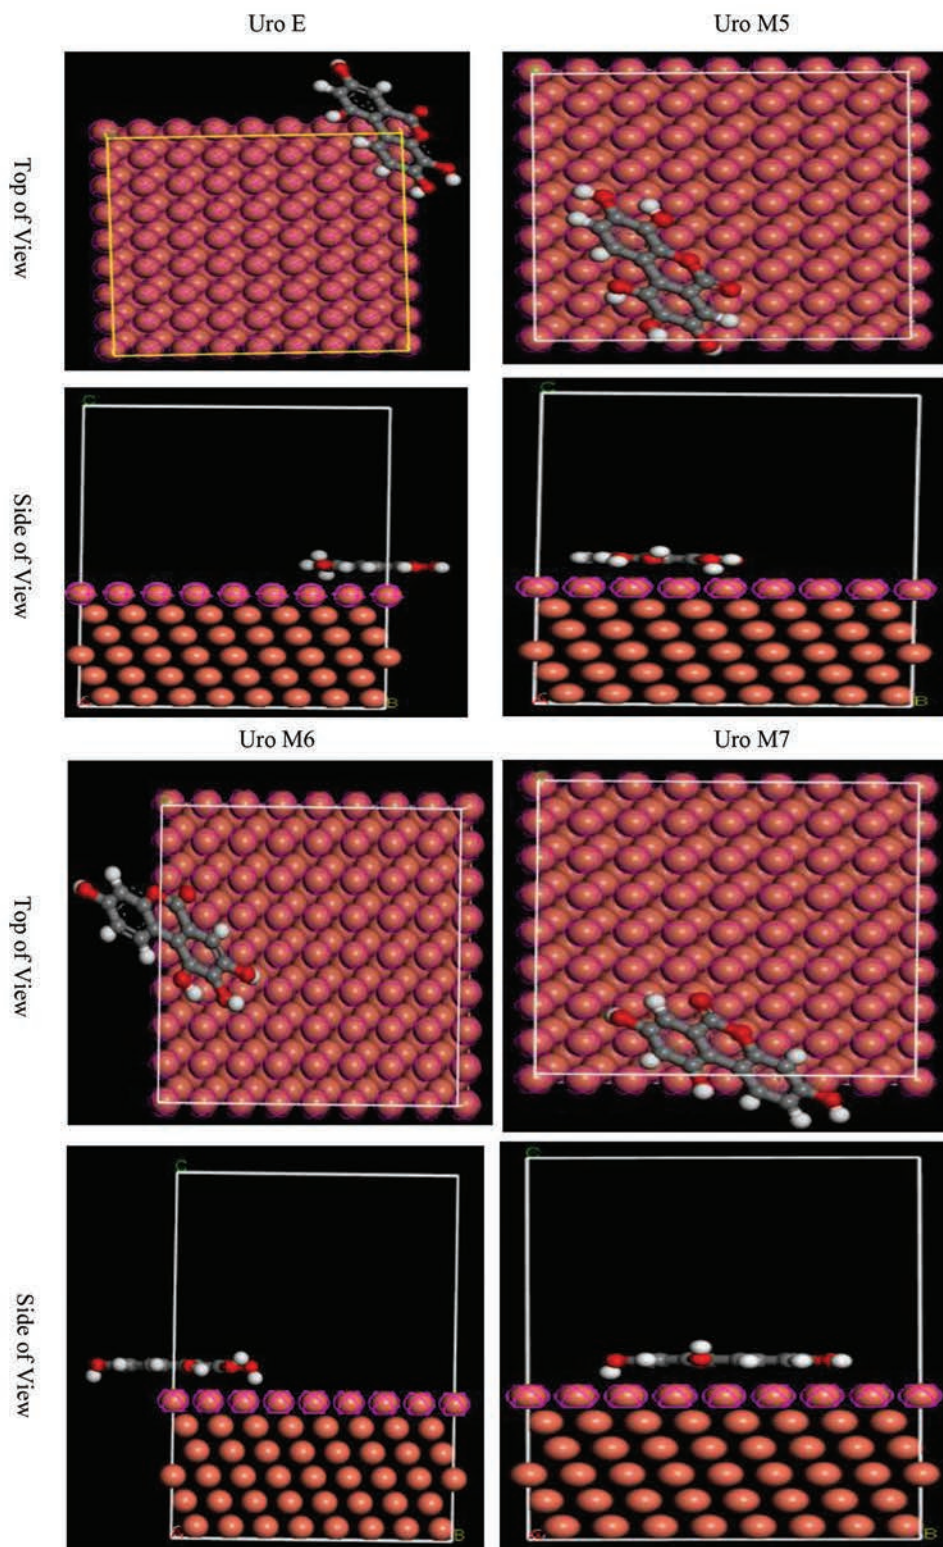 Uro E
Uro M5
Top of View
Side of View
C
B
Uro M6
Uro M7
Top of View
Side of View
C
B
C
B